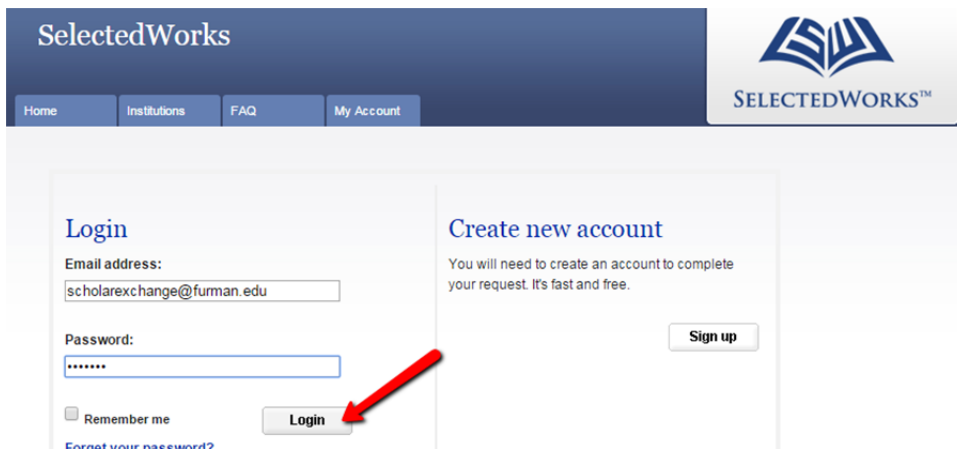 SelectedWorks
SW
SELECTEDWORKS™
Home
Institutions
FAQ
My Account
Login
Email address:
scholarexchange@furman.edu
Password:
•••••••
Remember me
Login
Forget your password?
Create new account
You will need to create an account to complete
your request. It's fast and free.
Sign up